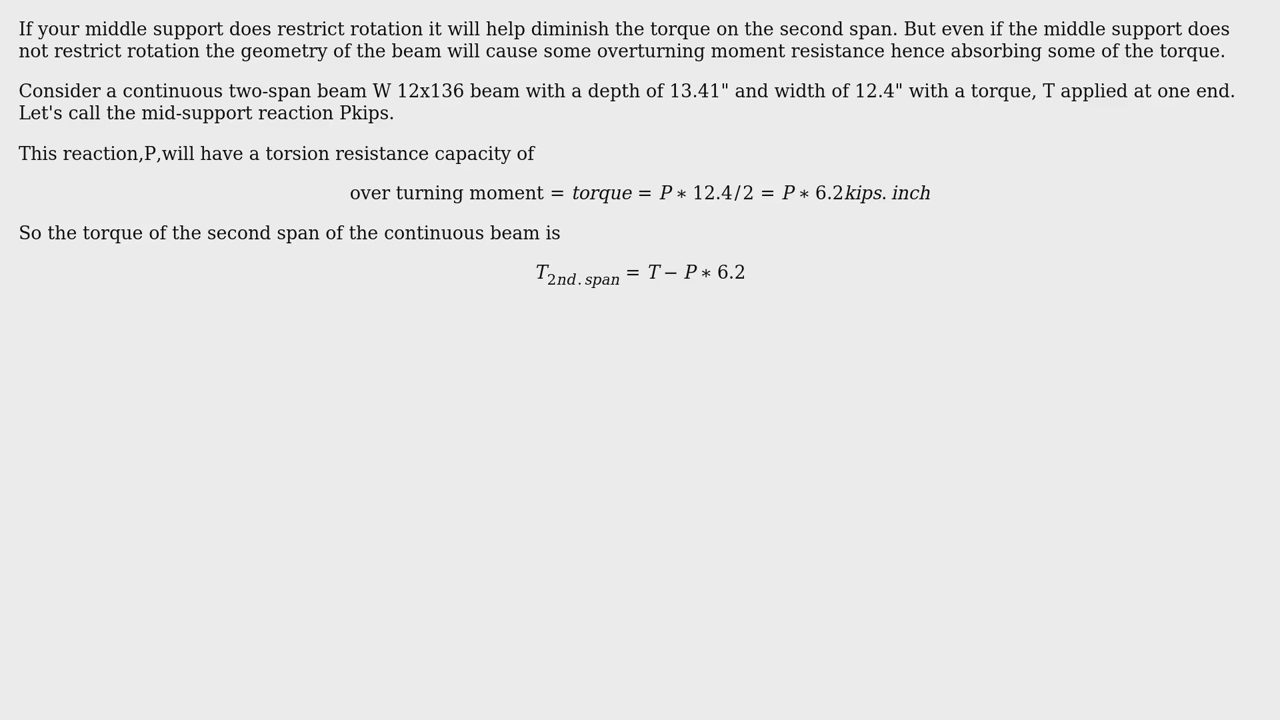 If your middle support does restrict rotation it will help diminish the torque on the second span. But even if the middle support does
not restrict rotation the geometry of the beam will cause some overturning moment resistance hence absorbing some of the torque.
Consider a continuous two-span beam W 12x136 beam with a depth of 13.41" and width of 12.4" with a torque, T applied at one end.
Let's call the mid-support reaction Pkips.
This reaction,P,will have a torsion resistance capacity of
over turning moment = torque = P ∗ 12.4/2 = P ∗ 6.2kips. inch
So the torque of the second span of the continuous beam is
T_{2nd.span} = T − P ∗ 6.2